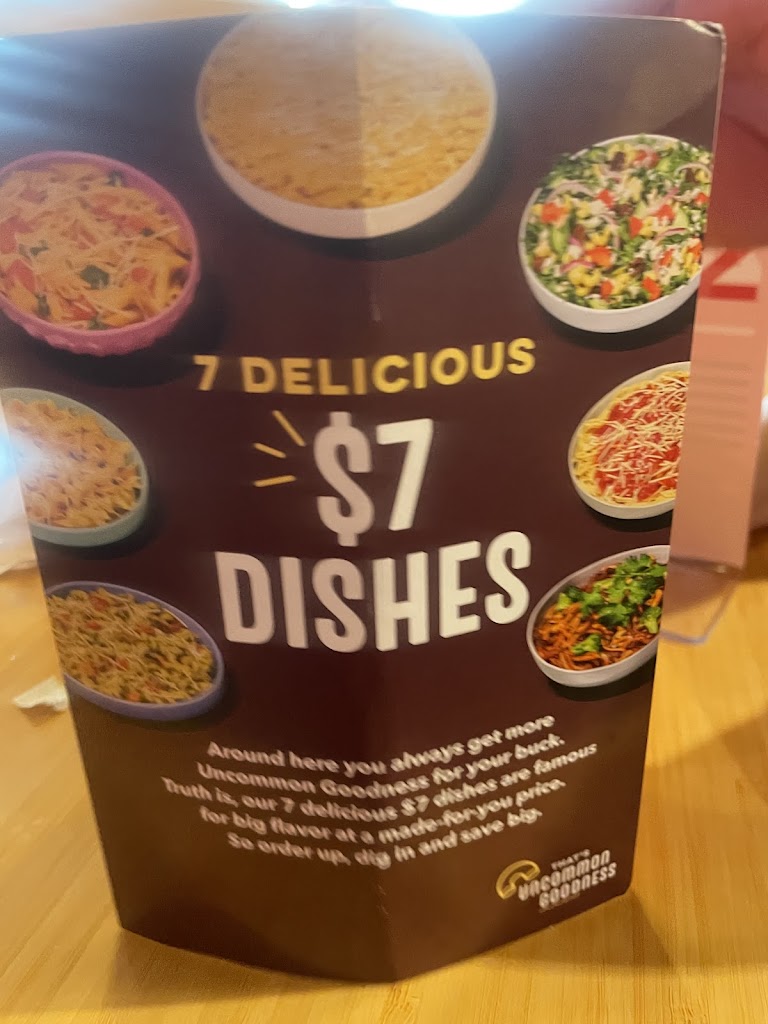 7 DELICIOUS
$7
DISHES
Around here you always get more
Uncommon Goodness for your buck.
Truth is, our 7 delicious $7 dishes are famous
for big flavor at a made-for-you price.
So order up, dig in and save big.
THAT'S
UNCOMMON
GOODNESS